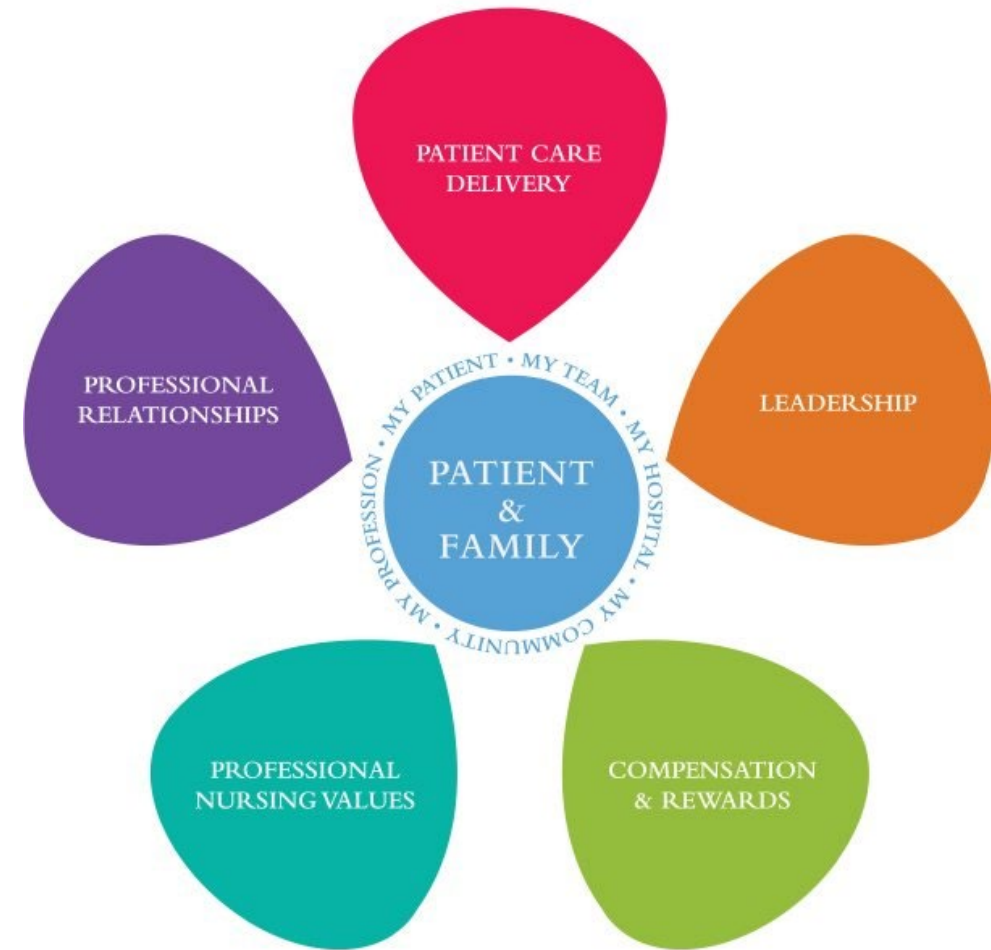 PATIENT CARE
DELIVERY
PROFESSIONAL
RELATIONSHIPS
LEADERSHIP
MY PATIENT • MY TEAM • MY HOSPITAL • MY COMMUNITY • MY PROFESSION •
PATIENT
&
FAMILY
PROFESSIONAL
NURSING VALUES
COMPENSATION
& REWARDS